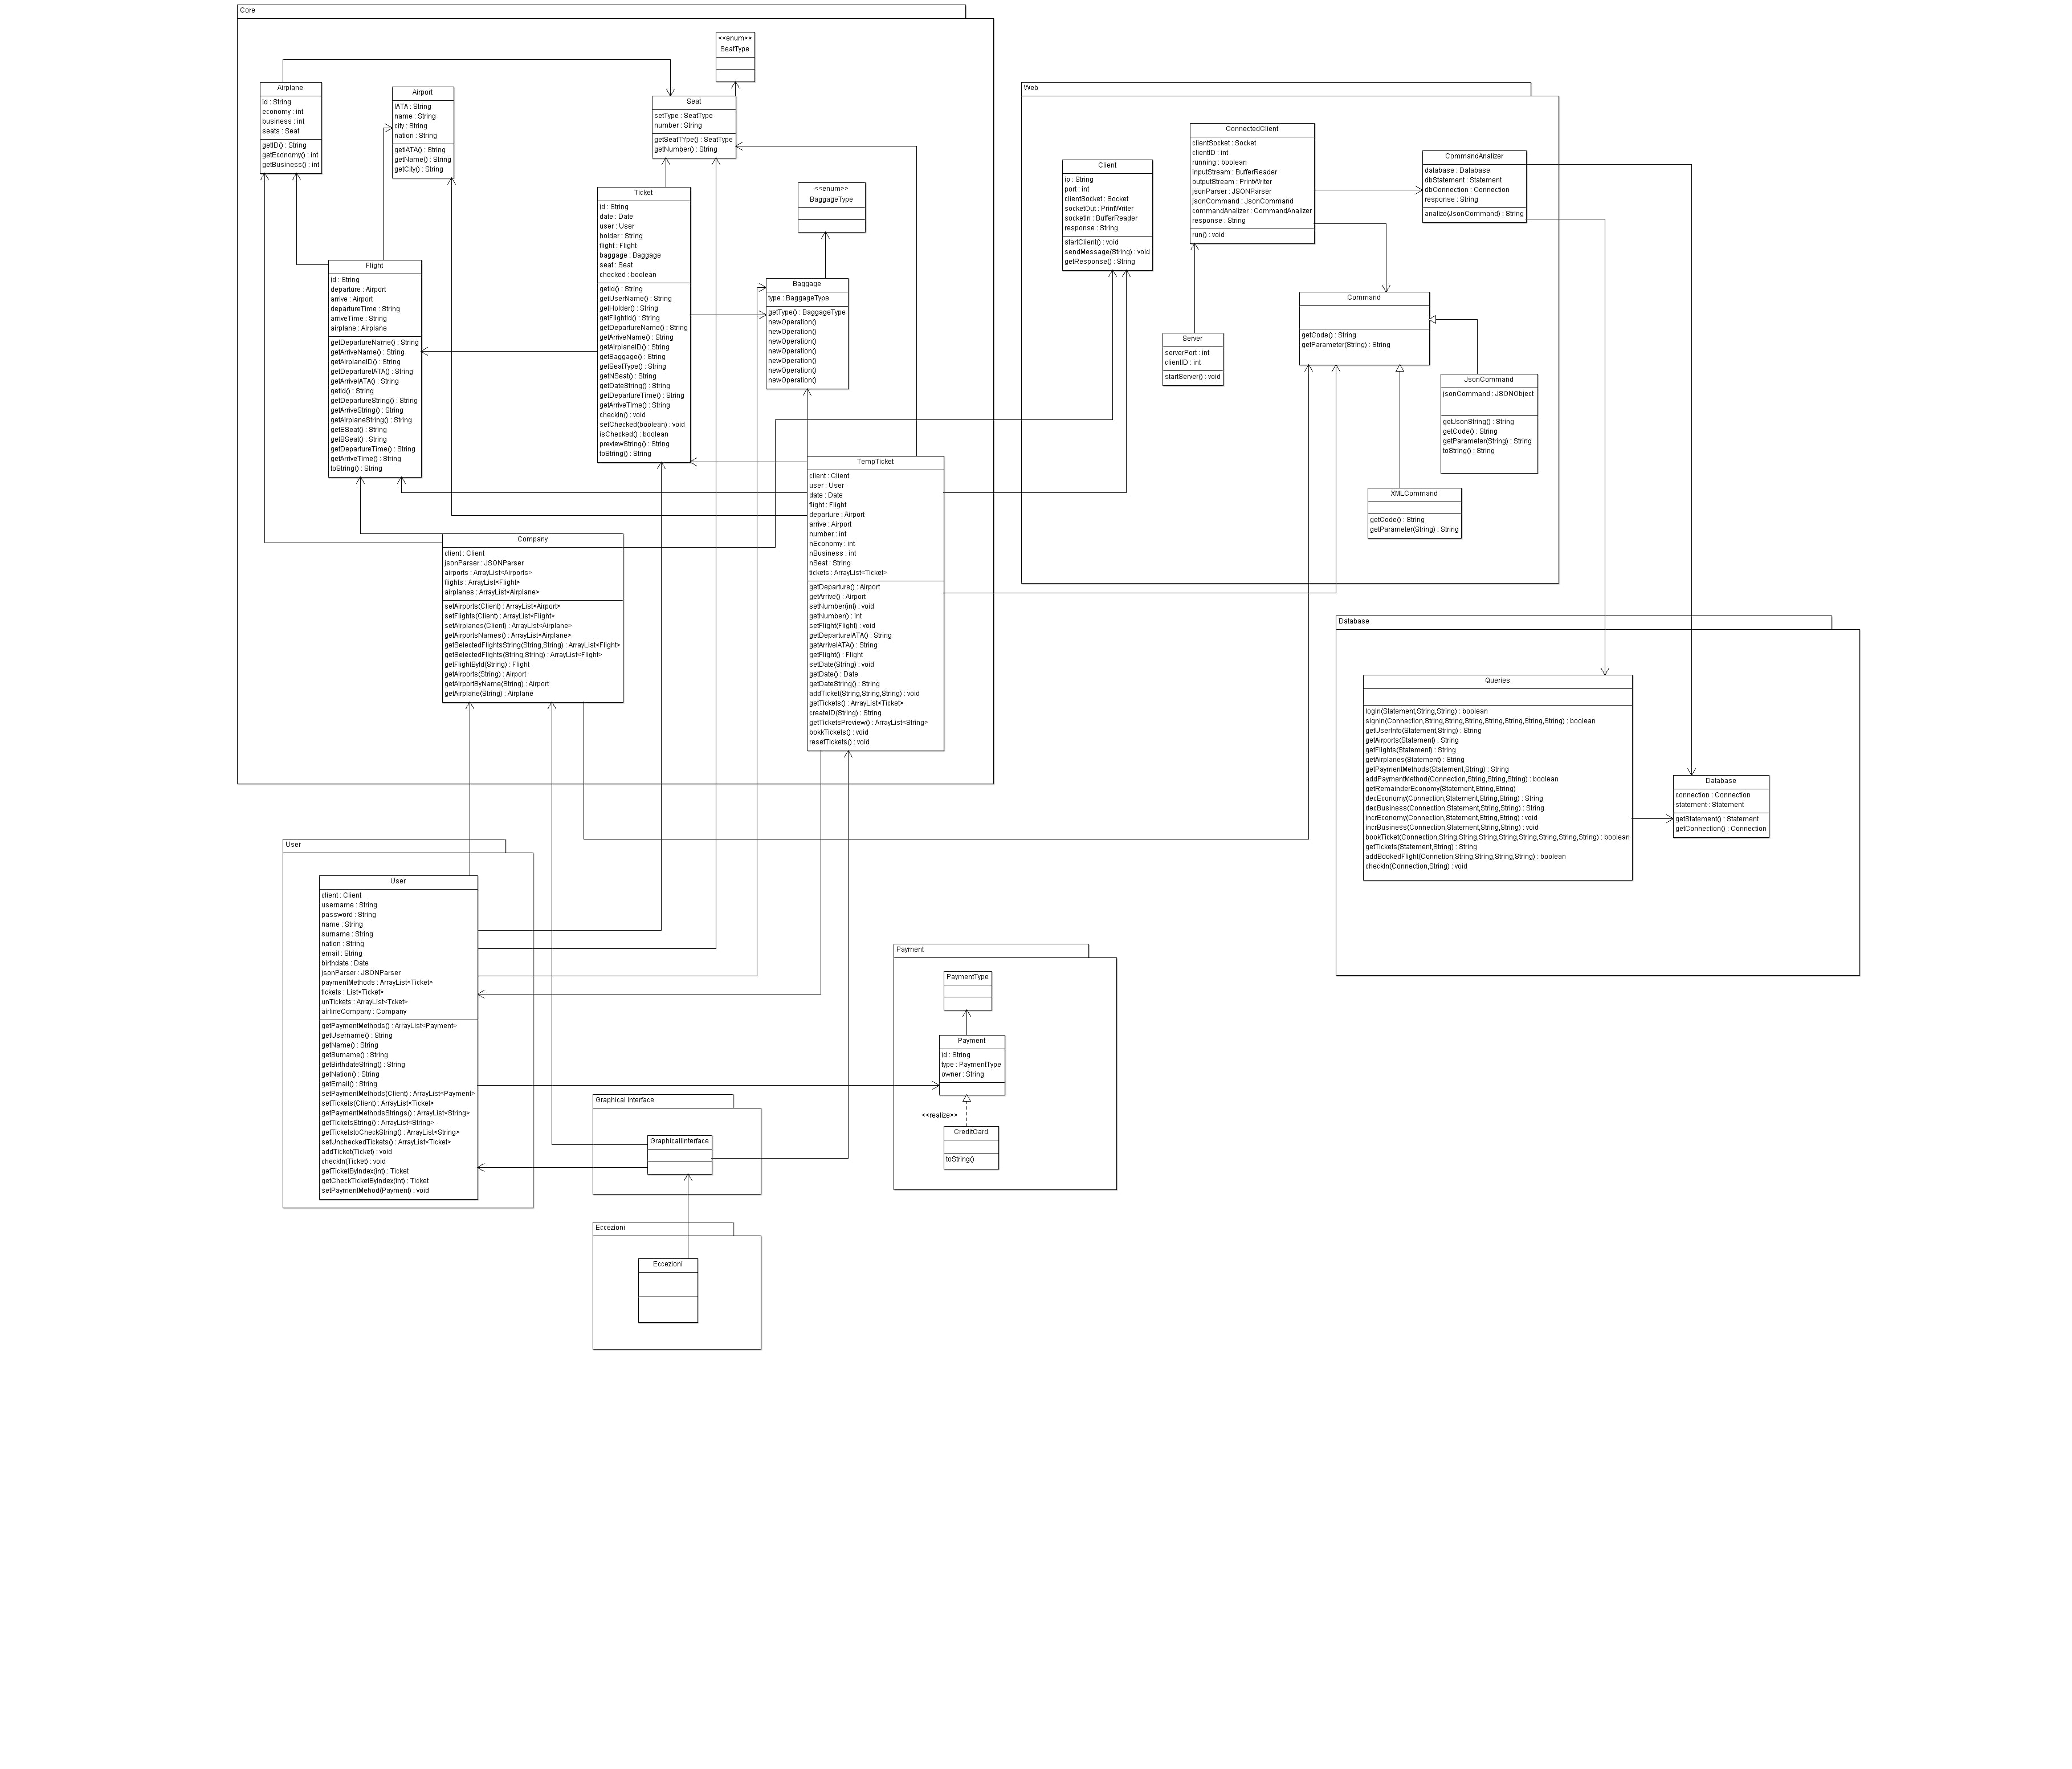 Core
<<enum>>
SeatType
Airplane
id : String
economy : int
business : int
seats : Seat
getID() : String
getEconomy() : int
getBusiness() : int
Airport
IATA : String
name : String
city : String
nation : String
getIATA() : String
getName() : String
getCity() : String
Seat
setType : SeatType
number : String
getSeatTYpe() : SeatType
getNumber() : String
Ticket
id : String
date : Date
user : User
holder : String
flight : Flight
baggage : Baggage
seat : Seat
checked : boolean
getId() : String
getUserName() : String
getHolder() : String
getFlightId() : String
getDepartureName() : String
getArriveName() : String
getAirplaneID() : String
getBaggage() : String
getSeatType() : String
getNSeat() : String
getDateString() : String
getDepartureTime() : String
getArriveTIme() : String
checkIn() : void
setChecked(boolean) : void
isChecked() : boolean
previewString() : String
toString() : String
<<enum>>
BaggageType
Baggage
type : BaggageType
getType() : BaggageType
newOperation()
newOperation()
newOperation()
newOperation()
newOperation()
newOperation()
newOperation()
Flight
id : String
departure : Airport
arrive : Airport
departureTime : String
arriveTime : String
airplane : Airplane
getDepartureName() : String
getArriveName() : String
getAirplaneID() : String
getDepartureIATA() : String
getArriveIATA() : String
getId() : String
getDepartureString() : String
getArriveString() : String
getAirplaneString() : String
getESeat() : String
getBSeat() : String
getDepartureTime() : String
getArriveTime() : String
toString() : String
TempTicket
client : Client
user : User
date : Date
flight : Flight
departure : Airport
arrive : Airport
number : int
nEconomy : int
nBusiness : int
nSeat : String
tickets : ArrayList<Ticket>
getDeparture() : Airport
getArrive() : Airport
setNumber(int) : void
getNumber() : int
setFlight(Flight) : void
getDepartureIATA() : String
getArriveIATA() : String
getFlight() : Flight
setDate(String) : void
getDate() : Date
getDateString() : String
addTicket(String,String,String) : void
getTickets() : ArrayList<Ticket>
createID(String) : String
getTicketsPreview() : ArrayList<String>
bokkTickets() : void
resetTickets() : void
Company
client : Client
jsonParser : JSONParser
airports : ArrayList<Airports>
flights : ArrayList<Flight>
airplanes : ArrayList<Airplane>
setAirports(Client) : ArrayList<Airport>
setFlights(Client) : ArrayList<Flight>
setAirplanes(Client) : ArrayList<Airplane>
getAirportsNames() : ArrayList<Airplane>
getSelectedFlightsString(String,String) : ArrayList<Flight>
getSelectedFlights(String,String) : ArrayList<Flight>
getFlightById(String) : Flight
getAirports(String) : Airport
getAirportByName(String) : Airport
getAirplane(String) : Airplane
Web
Client
ip : String
port : int
clientSocket : Socket
socketOut : PrintWriter
socketIn : BufferReader
response : String
startClient() : void
sendMessage(String) : void
getResponse() : String
ConnectedClient
clientSocket : Socket
clientID : int
running : boolean
inputStream : BufferReader
outputStream : PrintWriter
jsonParser : JSONParser
jsonCommand : JsonCommand
commandAnalizer : CommandAnalizer
response : String
run() : void
CommandAnalizer
database : Database
dbStatement : Statement
dbConnection : Connection
response : String
analize(JsonCommand) : String
Command
getCode() : String
getParameter(String) : String
Server
serverPort : int
clientID : int
startServer() : void
JsonCommand
jsonCommand : JSONObject
getJsonString() : String
getCode() : String
getParameter(String) : String
toString() : String
XMLCommand
getCode() : String
getParameter(String) : String
Database
Queries
logIn(Statement,String,String) : boolean
signIn(Connection,String,String,String,String,String,String,String) : boolean
getUserInfo(Statement,String) : String
getAirports(Statement) : String
getFlights(Statement) : String
getAirplanes(Statement) : String
getPaymentMethods(Statement,String) : String
addPaymentMethod(Connection,String,String,String) : boolean
getRemainderEconomy(Statement,String,String)
decEconomy(Connection,Statement,String,String) : String
decBusiness(Connection,Statement,String,String) : String
incrEconomy(Connection,Statement,String,String) : void
incrBusiness(Connection,Statement,String,String) : void
bookTicket(Connection,String,String,String,String,String,String,String,String) : boolean
getTickets(Statement,String) : String
addBookedFlight(Connetion,String,String,String,String) : boolean
checkIn(Connection,String) : void
Database
connection : Connection
statement : Statement
getStatement() : Statement
getConnection() : Connection
User
User
client : Client
username : String
password : String
name : String
surname : String
nation : String
email : String
birthdate : Date
jsonParser : JSONParser
paymentMethods : ArrayList<Ticket>
tickets : List<Ticket>
unTickets : ArrayList<Tcket>
airlineCompany : Company
getPaymentMethods() : ArrayList<Payment>
getUsername() : String
getName() : String
getSurname() : String
getBirthdateString() : String
getNation() : String
getEmail() : String
setPaymentMethods(Client) : ArrayList<Payment>
setTickets(Client) : ArrayList<Ticket>
getPaymentMethodsStrings() : ArrayList<String>
getTicketsString() : ArrayList<String>
getTicketstoCheckString() : ArrayList<String>
setUncheckedTickets() : ArrayList<Ticket>
addTicket(Ticket) : void
checkIn(Ticket) : void
getTicketByIndex(int) : Ticket
getCheckTicketByIndex(int) : Ticket
setPaymentMehod(Payment) : void
Payment
PaymentType
Payment
id : String
type : PaymentType
owner : String
<<realize>>
CreditCard
toString()
Graphical Interface
GraphicalInterface
Eccezioni
Eccezioni